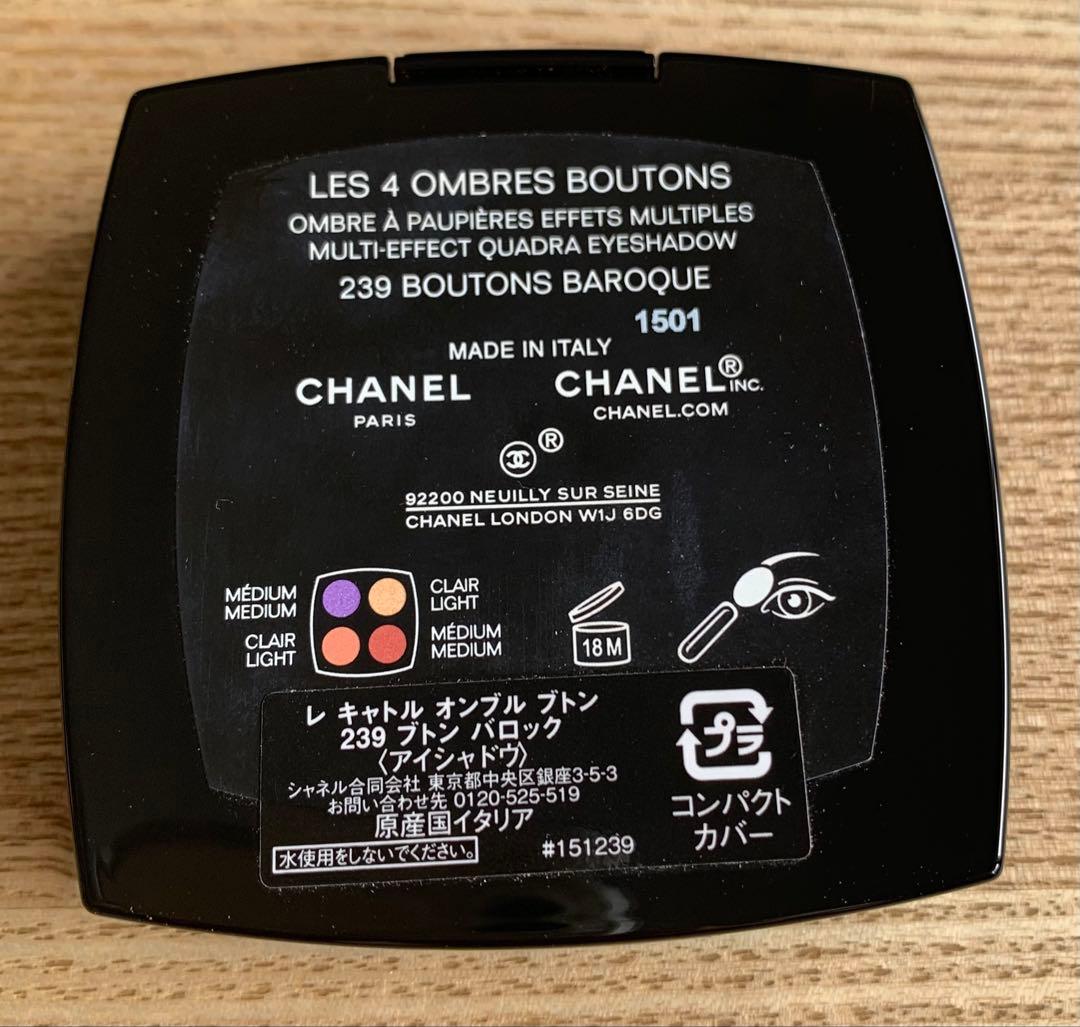 LES 4 OMBRES BOUTONS
OMBRE À PAUPIÈRES EFFETS MULTIPLES
MULTI-EFFECT QUADRA EYESHADOW
239 BOUTONS BAROQUE
1501
MADE IN ITALY
CHANEL
PARIS
CHANEL® INC.
CHANEL.COM
®
92200 NEUILLY SUR SEINE
CHANEL LONDON W1J 6DG
MÉDIUM
MEDIUM
CLAIR
LIGHT
CLAIR
LIGHT
MÉDIUM
MEDIUM
18 M
レ キャトル オンブル ブトン
239 ブトン バロック
〈アイシャドウ〉
シャネル合同会社 東京都中央区銀座3-5-3
お問い合わせ先 0120-525-519
原産国イタリア
水使用をしないでください。
#151239
プラ
コンパクト
カバー